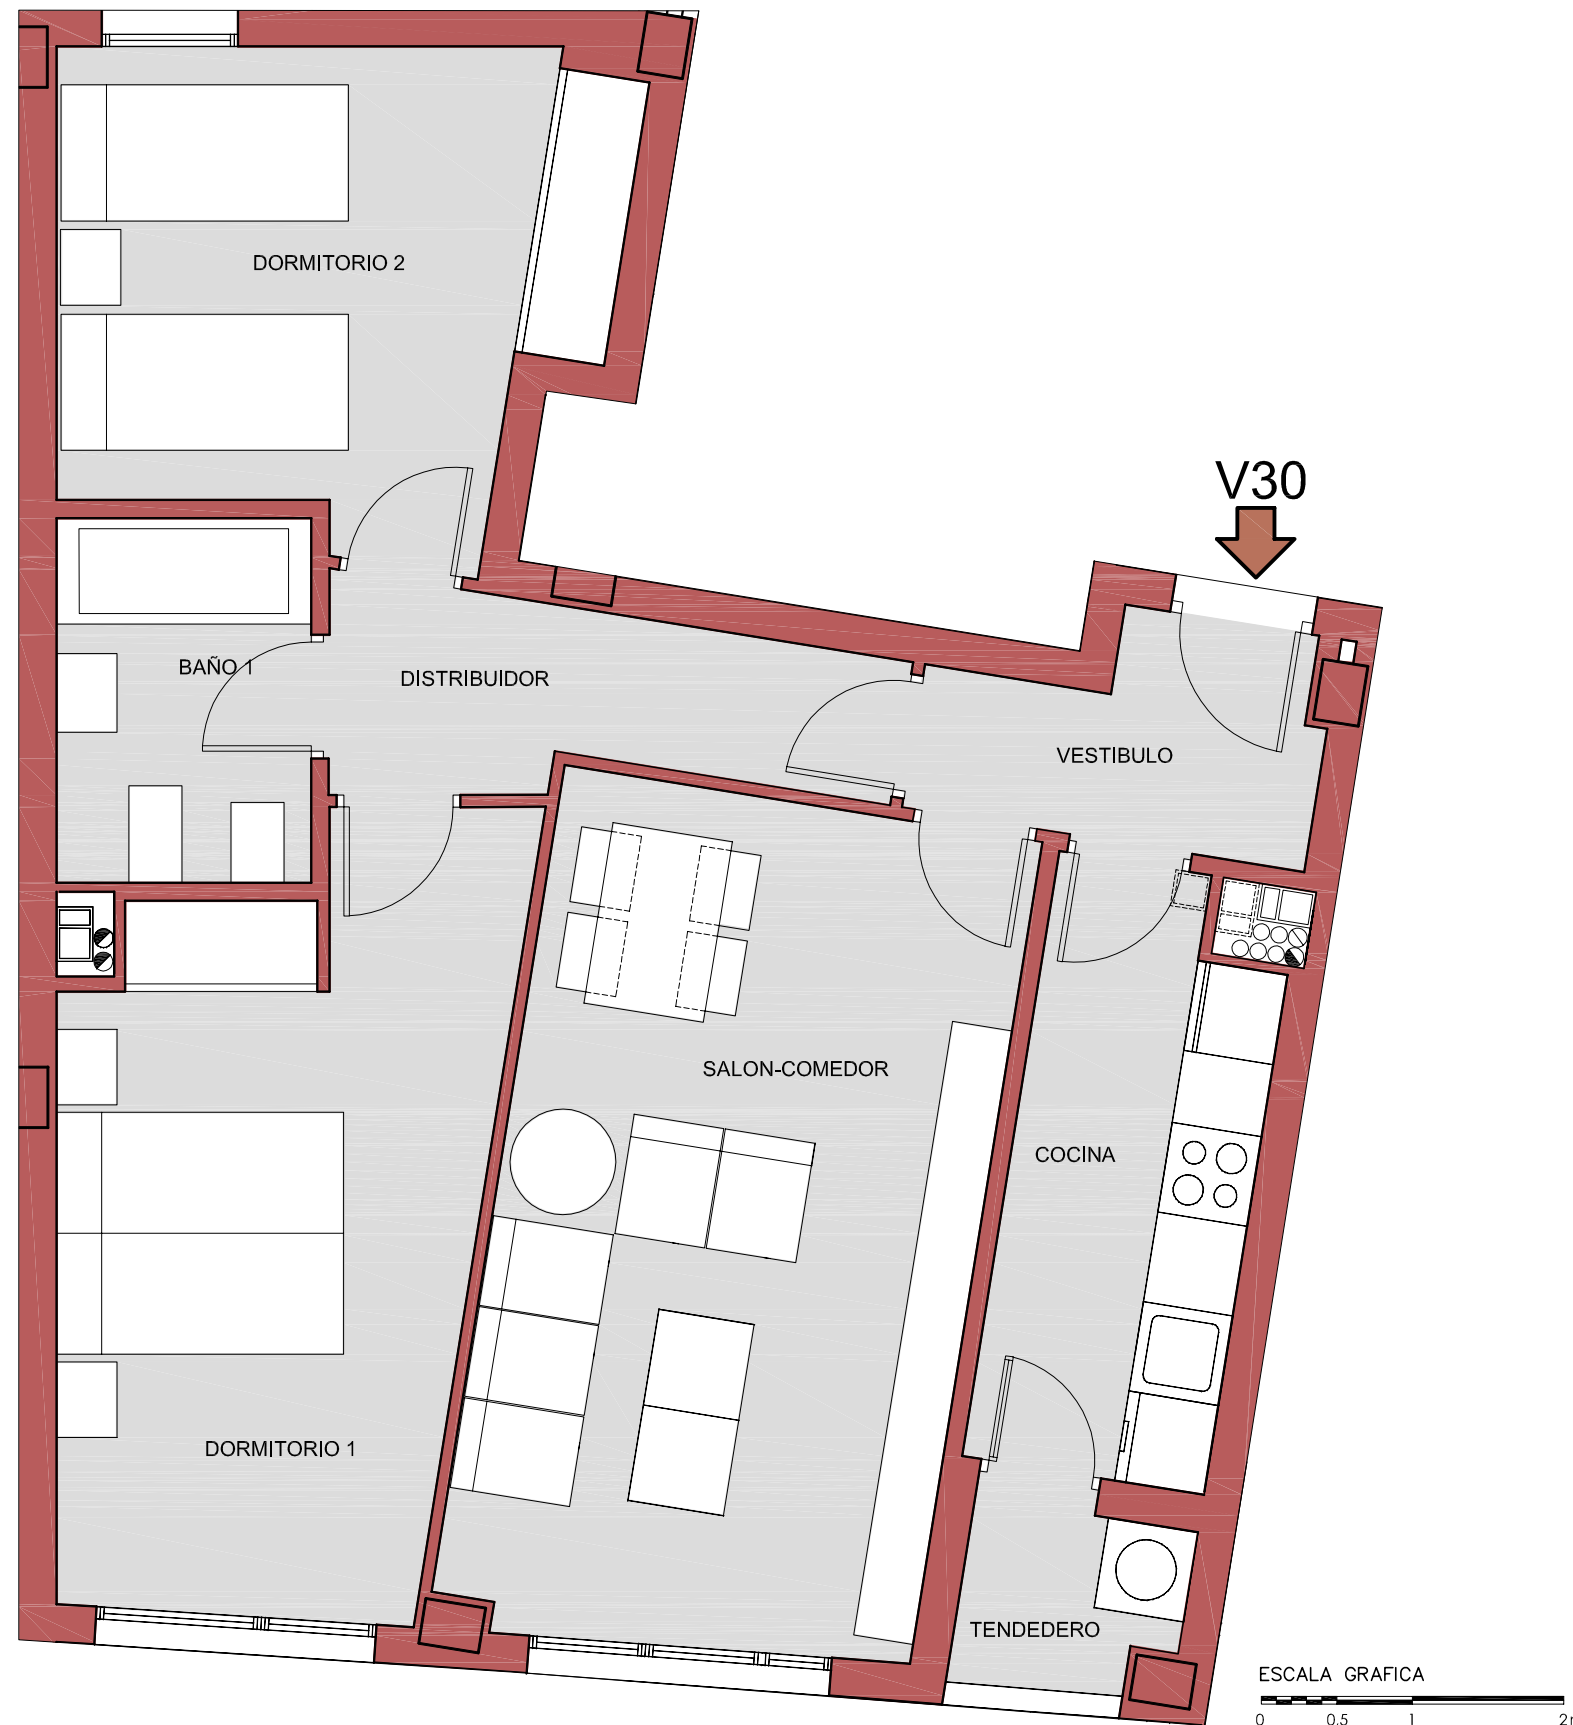 DORMITORIO 2
V30
BAÑO 1
DISTRIBUIDOR
VESTIBULO
SALON-COMEDOR
COCINA
DORMITORIO 1
TENDEDERO
ESCALA GRAFICA
0 0.5 1 2m